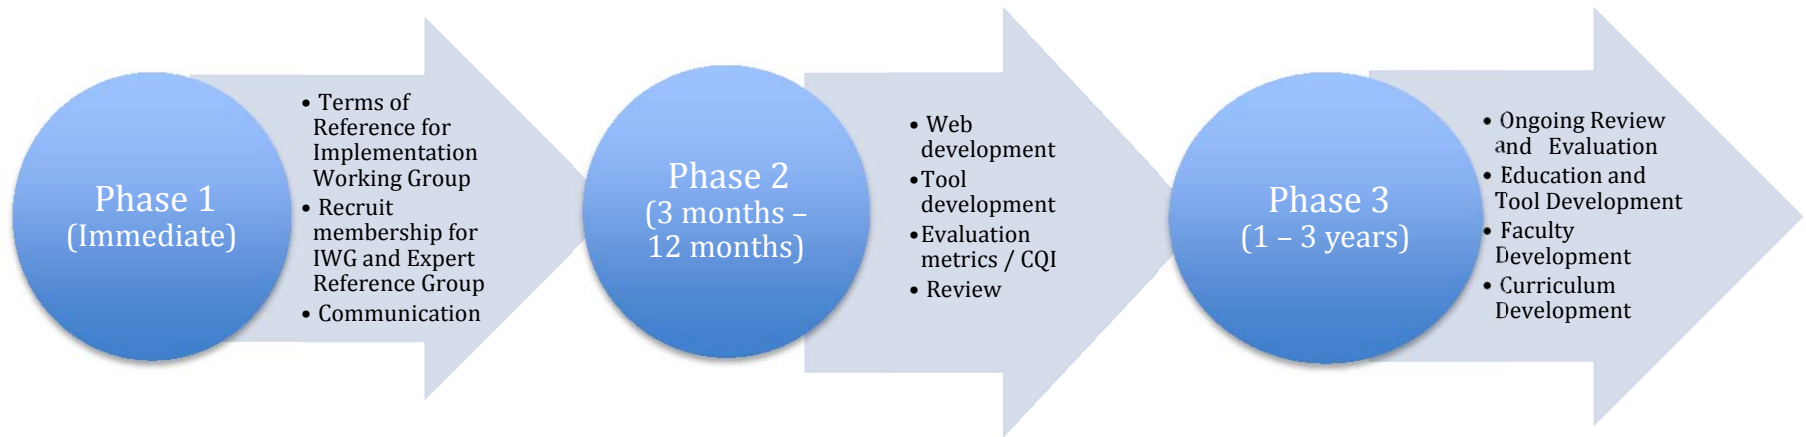 Phase 1
(Immediate)
• Terms of
Reference for
Implementation
Working Group
• Recruit
membership for
IWG and Expert
Reference Group
• Communication
Phase 2
(3 months –
12 months)
• Web
development
•Tool
development
•Evaluation
metrics / CQI
• Review
Phase 3
(1 – 3 years)
• Ongoing Review
and Evaluation
• Education and
Tool Development
• Faculty
Development
• Curriculum
Development